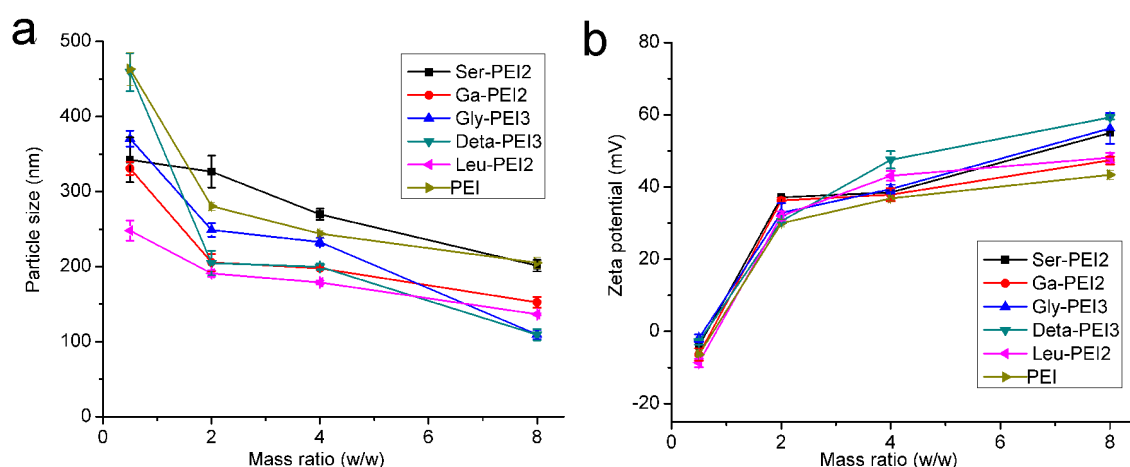 a
500
400
300
200
100
0
0
2
4
6
8
Particle size (nm)
Mass ratio (w/w)
Ser-PEI2
Ga-PEI2
Gly-PEI3
Deta-PEI3
Leu-PEI2
PEI
b
80
60
40
20
0
-20
0
2
4
6
8
Zeta potential (mV)
Mass ratio (w/w)
Ser-PEI2
Ga-PEI2
Gly-PEI3
Deta-PEI3
Leu-PEI2
PEI